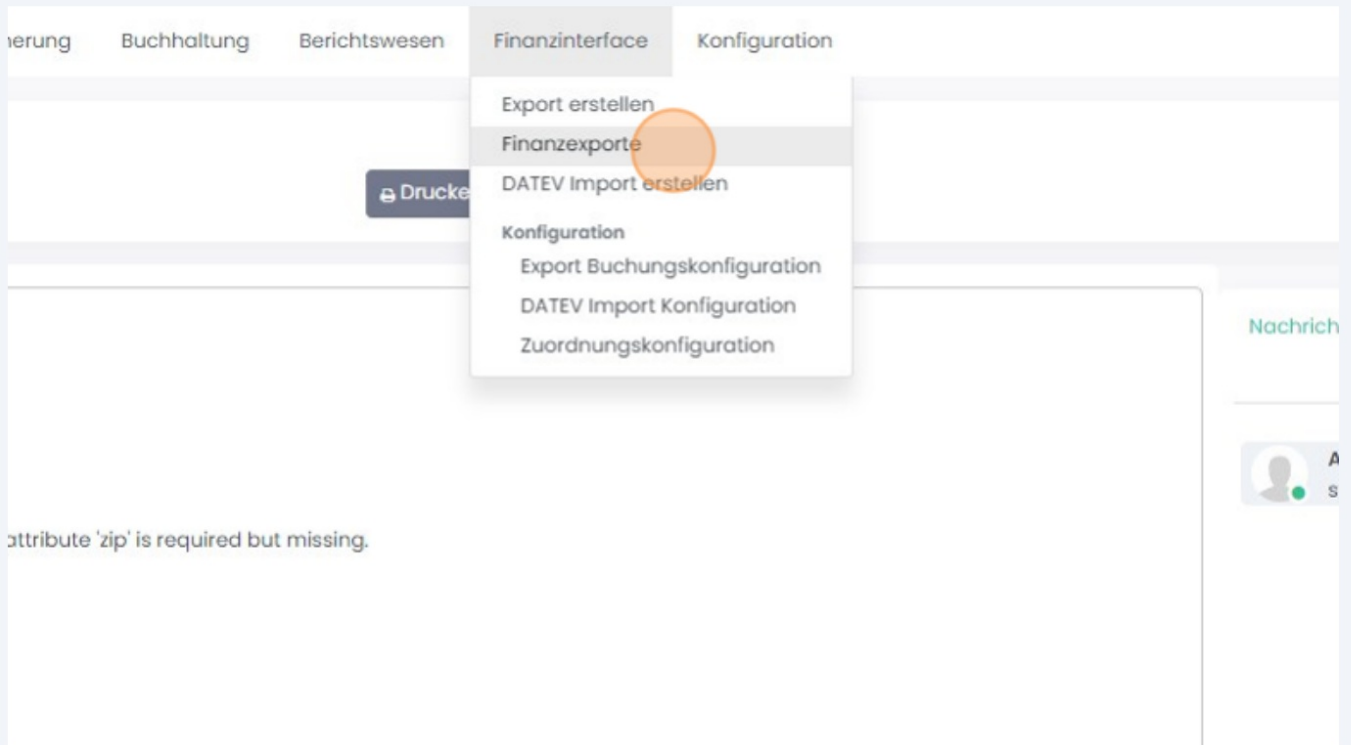 nerung Buchhaltung Berichtswesen Finanzinterface Konfiguration
Export erstellen
Finanzexporte
Drucke
DATEV Import erstellen
Konfiguration
Export Buchungskonfiguration
DATEV Import Konfiguration
Zuordnungskonfiguration
Nachrich
A
s
attribute 'zip' is required but missing.